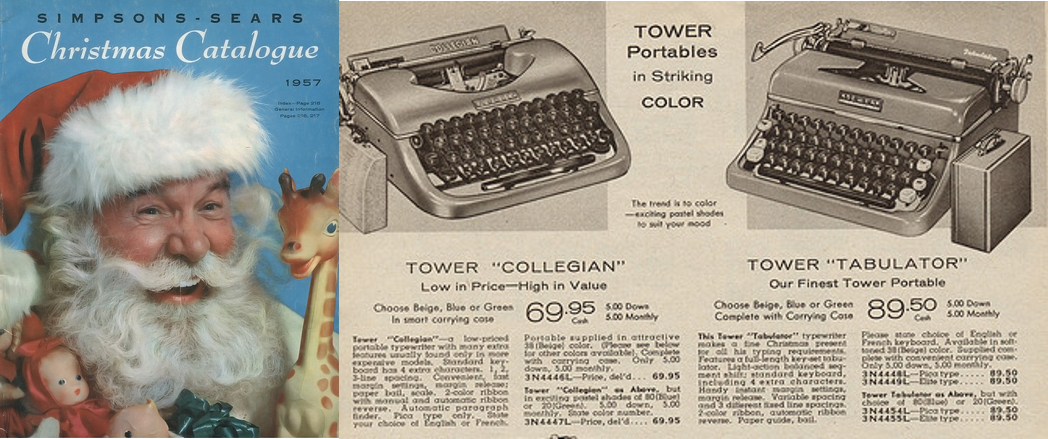 SIMPSONS-SEARS
Christmas Catalogue
1957
Index—Page 216
General Information
Pages 216, 217
COLLEGIAN
TOWER
Portables
in Striking
COLOR
Tabulator
The trend is to color
—exciting pastel shades
to suit your mood
TOWER "COLLEGIAN"
Low in Price—High in Value
Choose Beige, Blue or Green
In smart carrying case
69.95
Cash
5.00 Down
5.00 Monthly
Tower "Collegian"—a low-priced
portable typewriter with many extra
features usually found only in more
expensive models. Standard key-
board has 4 extra characters. 1, 2,
3-line spacing. Convenient, fast
margin settings, margin release;
paper bail, scale. 2-color ribbon
with manual and automatic ribbon
reverse. Automatic paragraph
finder. Pica type only. State
your choice of English or French.
Portable supplied in attractive
38 (Beige) color. (Please see below
for other colors available). Complete
with carrying case. Only 5.00
down, 5.00 monthly.
3N4446L—Price, del'd... 69.95
Tower "Collegian" as Above, but
in exciting pastel shades of 80(Blue)
or 20(Green). 5.00 down, 5.00
monthly. State color number.
3N4447L—Price, del'd.... 69.95
TOWER "TABULATOR"
Our Finest Tower Portable
Choose Beige, Blue or Green
Complete with Carrying Case
89.50
Cash
5.00 Down
5.00 Monthly
This Tower "Tabulator" typewriter
makes a fine Christmas present
for all his typing requirements.
Features a full-length key-set tabu-
lator. Light-action balanced seg-
ment shift; standard keyboard,
including 4 extra characters.
Handy instant margin settings,
margin release. Variable spacing
and 3 different fixed line spacings.
2-color ribbon, automatic ribbon
reverse. Paper guide, bail.
Please state choice of English or
French keyboard. Available in soft-
toned 38 (Beige) color. Supplied com-
plete with convenient carrying case.
Only 5.00 down, 5.00 monthly.
3N4448L—Pica type..... 89.50
3N4449L—Elite type..... 89.50
Tower Tabulator as Above, but with
choice of 80(Blue) or 20(Green).
3N4454L—Pica type..... 89.50
3N4455L—Elite type..... 89.50